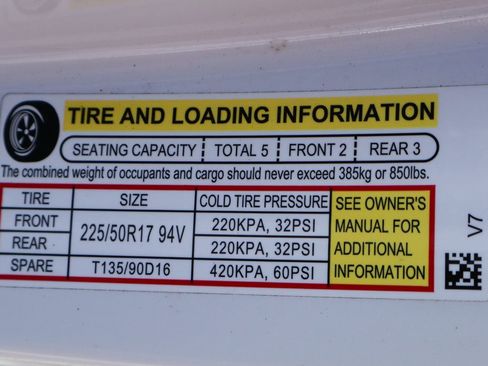 TIRE AND LOADING INFORMATION
SEATING CAPACITY TOTAL 5 FRONT 2 REAR 3
The combined weight of occupants and cargo should never exceed 385kg or 850lbs.
TIRE SIZE COLD TIRE PRESSURE
FRONT 225/50R17 94V 220KPA, 32PSI
REAR 220KPA, 32PSI
SPARE T135/90D16 420KPA, 60PSI
SEE OWNER'S
MANUAL FOR
ADDITIONAL
INFORMATION
V7